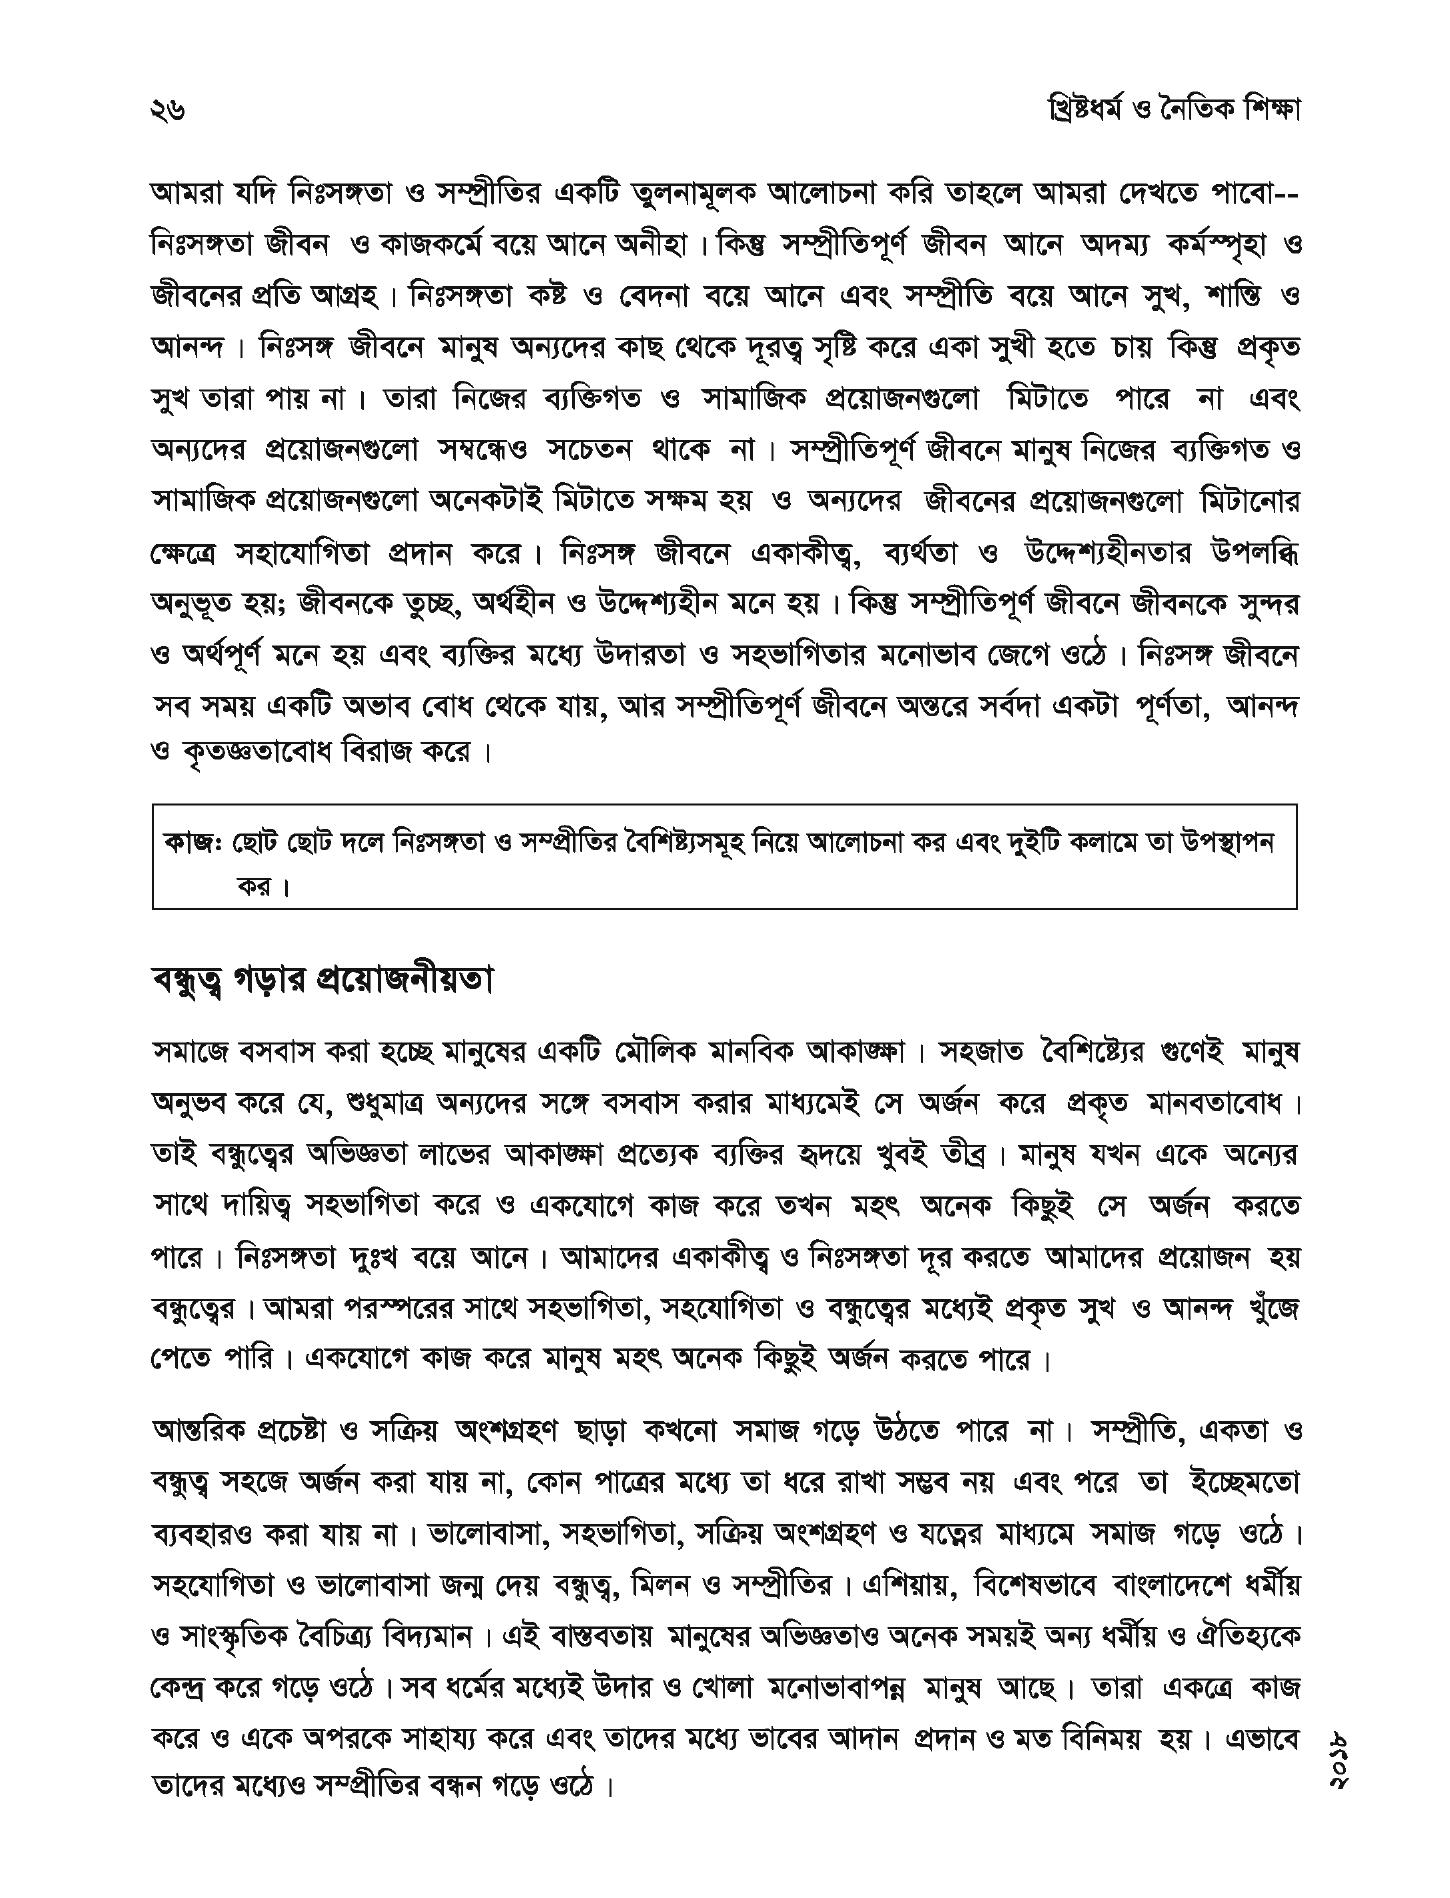 ২৬
খ্রিষ্টধর্ম ও নৈতিক শিক্ষা
আমরা যদি নিঃসঙ্গতা ও সম্প্রীতির একটি তুলনামূলক আলোচনা করি তাহলে আমরা দেখতে পাবো--
নিঃসঙ্গতা জীবন ও কাজকর্মে বয়ে আনে অনীহা। কিন্তু সম্প্রীতিপূর্ণ জীবন আনে অদম্য কর্মস্পৃহা ও
জীবনের প্রতি আগ্রহ। নিঃসঙ্গতা কষ্ট ও বেদনা বয়ে আনে এবং সম্প্রীতি বয়ে আনে সুখ, শান্তি ও
আনন্দ। নিঃসঙ্গ জীবনে মানুষ অন্যদের কাছ থেকে দূরত্ব সৃষ্টি করে একা সুখী হতে চায় কিন্তু প্রকৃত
সুখ তারা পায় না। তারা নিজের ব্যক্তিগত ও সামাজিক প্রয়োজনগুলো মিটাতে পারে না এবং
অন্যদের প্রয়োজনগুলো সম্বন্ধেও সচেতন থাকে না। সম্প্রীতিপূর্ণ জীবনে মানুষ নিজের ব্যক্তিগত ও
সামাজিক প্রয়োজনগুলো অনেকটাই মিটাতে সক্ষম হয় ও অন্যদের জীবনের প্রয়োজনগুলো মিটানোর
ক্ষেত্রে সহাযোগিতা প্রদান করে। নিঃসঙ্গ জীবনে একাকীত্ব, ব্যর্থতা ও উদ্দেশ্যহীনতার উপলব্ধি
অনুভূত হয়; জীবনকে তুচ্ছ, অর্থহীন ও উদ্দেশ্যহীন মনে হয়। কিন্তু সম্প্রীতিপূর্ণ জীবনে জীবনকে সুন্দর
ও অর্থপূর্ণ মনে হয় এবং ব্যক্তির মধ্যে উদারতা ও সহভাগিতার মনোভাব জেগে ওঠে। নিঃসঙ্গ জীবনে
সব সময় একটি অভাব বোধ থেকে যায়, আর সম্প্রীতিপূর্ণ জীবনে অন্তরে সর্বদা একটা পূর্ণতা, আনন্দ
ও কৃতজ্ঞতাবোধ বিরাজ করে।
কাজ: ছোট ছোট দলে নিঃসঙ্গতা ও সম্প্রীতির বৈশিষ্ট্যসমূহ নিয়ে আলোচনা কর এবং দুইটি কলামে তা উপস্থাপন
কর।
বন্ধুত্ব গড়ার প্রয়োজনীয়তা
সমাজে বসবাস করা হচ্ছে মানুষের একটি মৌলিক মানবিক আকাঙ্ক্ষা। সহজাত বৈশিষ্ট্যের গুণেই মানুষ
অনুভব করে যে, শুধুমাত্র অন্যদের সঙ্গে বসবাস করার মাধ্যমেই সে অর্জন করে প্রকৃত মানবতাবোধ।
তাই বন্ধুত্বের অভিজ্ঞতা লাভের আকাঙ্ক্ষা প্রত্যেক ব্যক্তির হৃদয়ে খুবই তীব্র। মানুষ যখন একে অন্যের
সাথে দায়িত্ব সহভাগিতা করে ও একযোগে কাজ করে তখন মহৎ অনেক কিছুই সে অর্জন করতে
পারে। নিঃসঙ্গতা দুঃখ বয়ে আনে। আমাদের একাকীত্ব ও নিঃসঙ্গতা দূর করতে আমাদের প্রয়োজন হয়
বন্ধুত্বের। আমরা পরস্পরের সাথে সহভাগিতা, সহযোগিতা ও বন্ধুত্বের মধ্যেই প্রকৃত সুখ ও আনন্দ খুঁজে
পেতে পারি। একযোগে কাজ করে মানুষ মহৎ অনেক কিছুই অর্জন করতে পারে।
আন্তরিক প্রচেষ্টা ও সক্রিয় অংশগ্রহণ ছাড়া কখনো সমাজ গড়ে উঠতে পারে না। সম্প্রীতি, একতা ও
বন্ধুত্ব সহজে অর্জন করা যায় না, কোন পাত্রের মধ্যে তা ধরে রাখা সম্ভব নয় এবং পরে তা ইচ্ছেমতো
ব্যবহারও করা যায় না। ভালোবাসা, সহভাগিতা, সক্রিয় অংশগ্রহণ ও যত্নের মাধ্যমে সমাজ গড়ে ওঠে।
সহযোগিতা ও ভালোবাসা জন্ম দেয় বন্ধুত্ব, মিলন ও সম্প্রীতির। এশিয়ায়, বিশেষভাবে বাংলাদেশে ধর্মীয়
ও সাংস্কৃতিক বৈচিত্র্য বিদ্যমান। এই বাস্তবতায় মানুষের অভিজ্ঞতাও অনেক সময়ই অন্য ধর্মীয় ও ঐতিহ্যকে
কেন্দ্র করে গড়ে ওঠে। সব ধর্মের মধ্যেই উদার ও খোলা মনোভাবাপন্ন মানুষ আছে। তারা একত্রে কাজ
করে ও একে অপরকে সাহায্য করে এবং তাদের মধ্যে ভাবের আদান প্রদান ও মত বিনিময় হয়। এভাবে
তাদের মধ্যেও সম্প্রীতির বন্ধন গড়ে ওঠে।
২০১৮